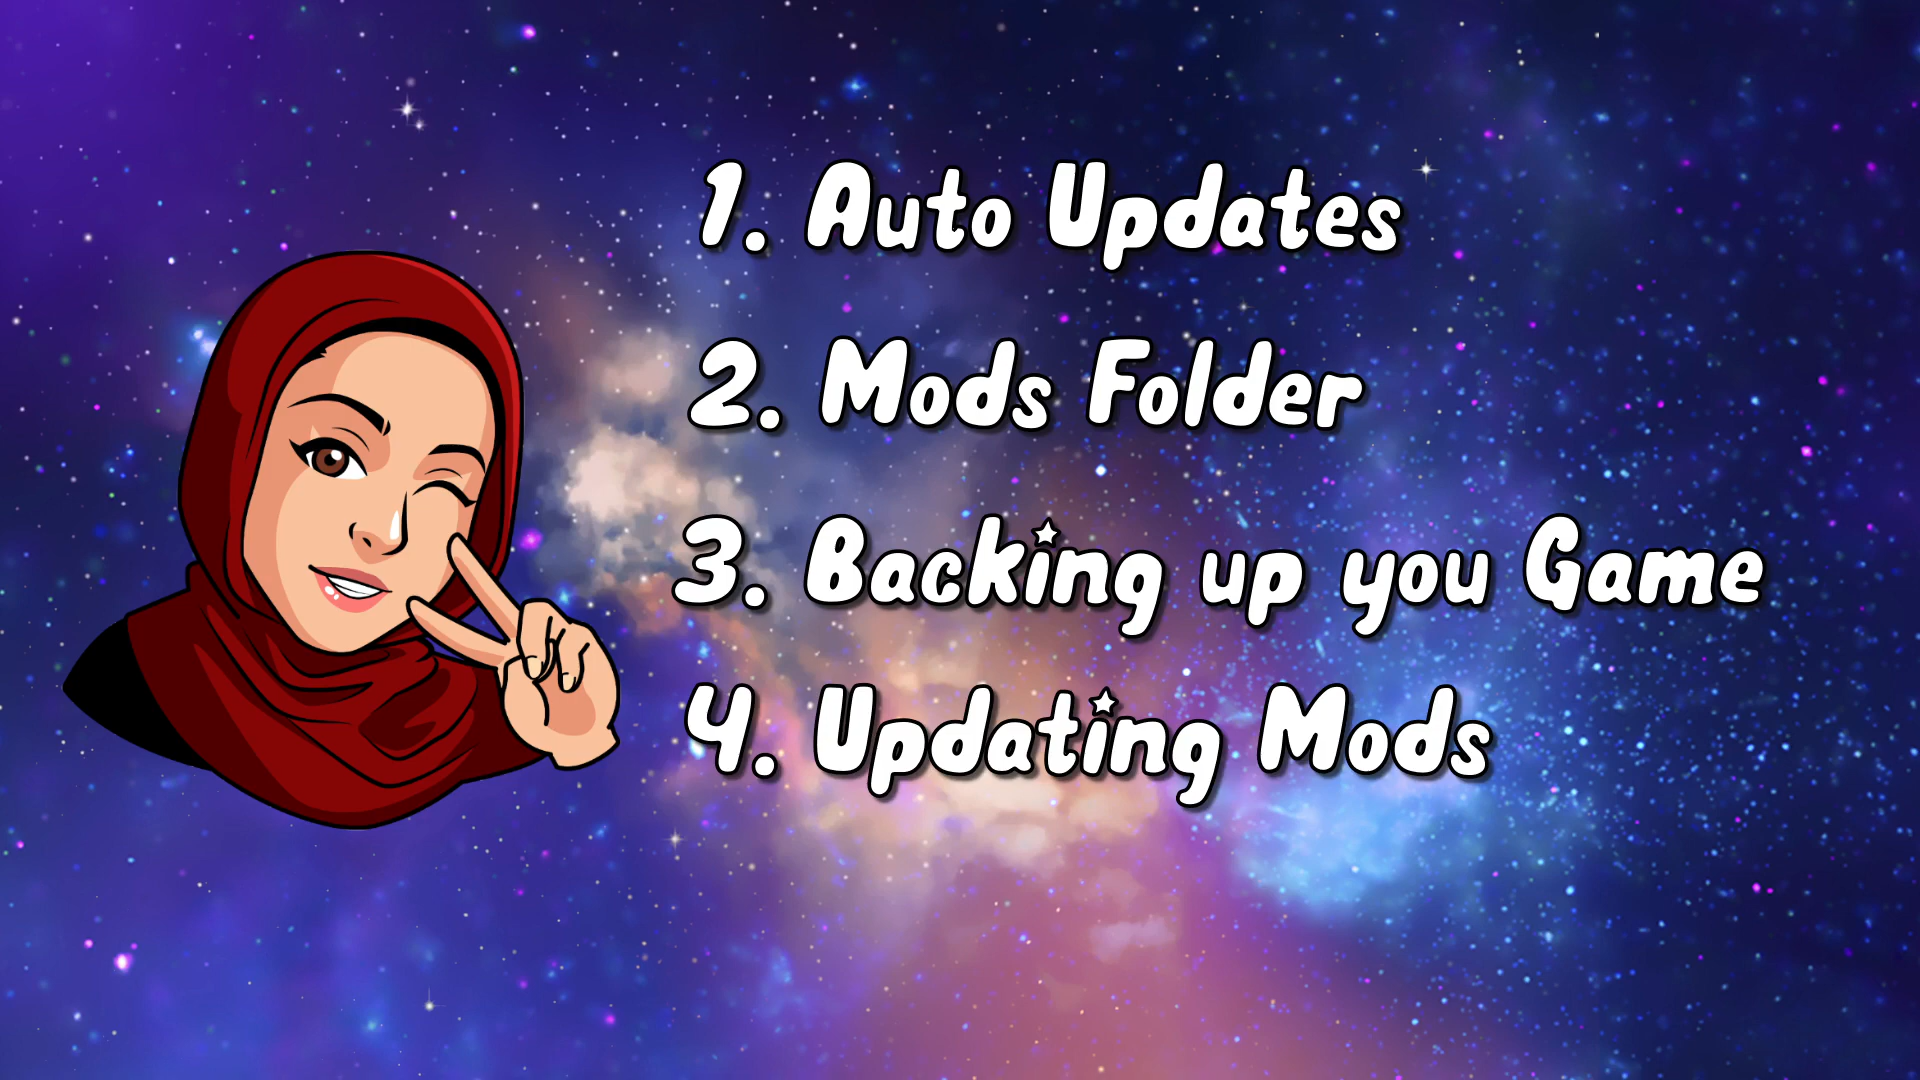 1. Auto Updates
2. Mods Folder
3. Backing up you Game
4. Updating Mods